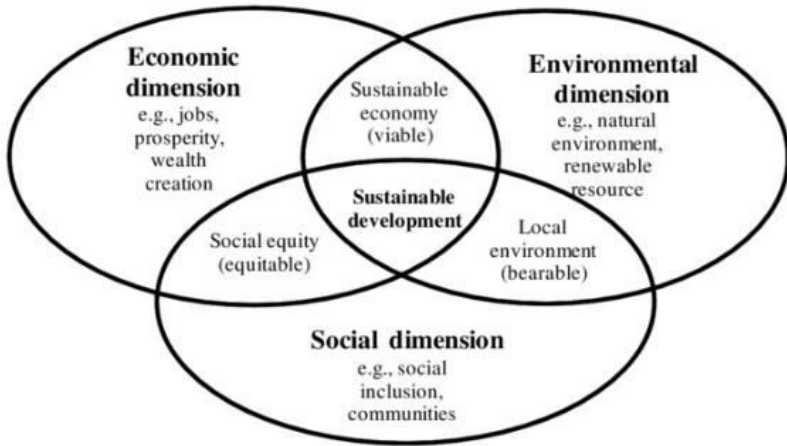 Economic
dimension
e.g., jobs,
prosperity,
wealth
creation
Sustainable
economy
(viable)
Environmental
dimension
e.g., natural
environment,
renewable
resource
Sustainable
development
Social equity
(equitable)
Local
environment
(bearable)
Social dimension
e.g., social
inclusion,
communities